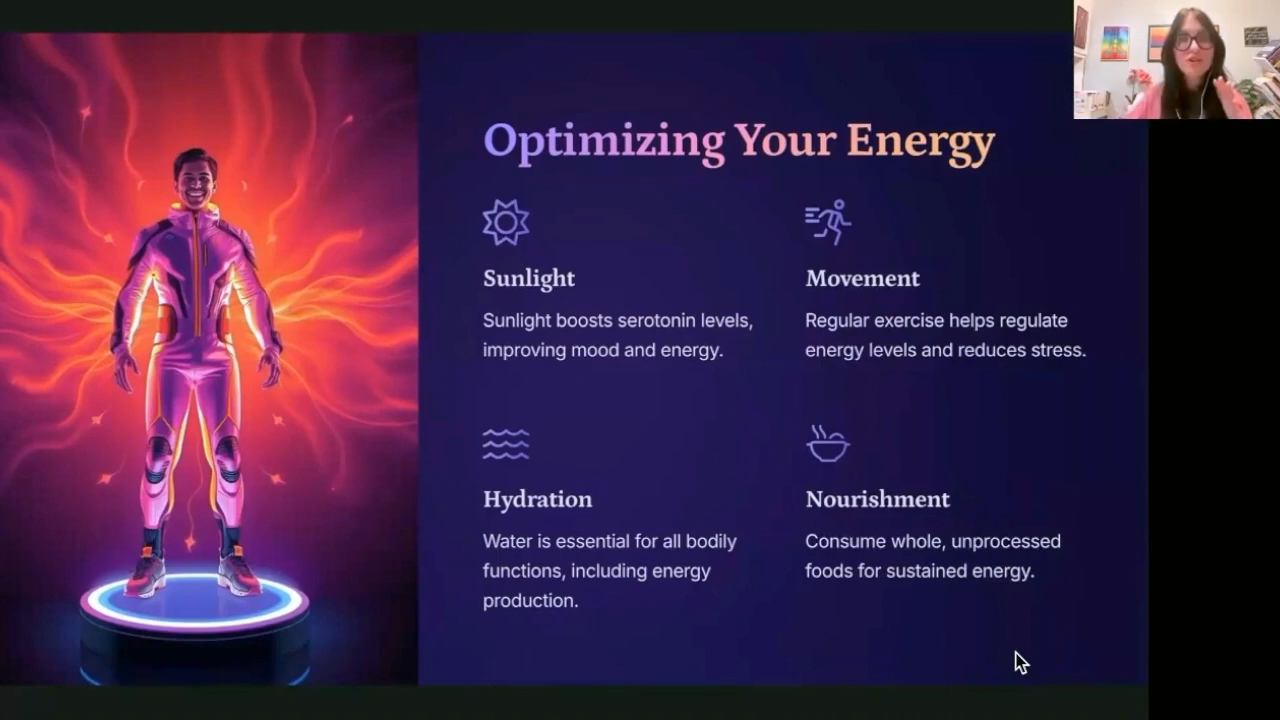 Optimizing Your Energy
Sunlight
Sunlight boosts serotonin levels,
improving mood and energy.
Movement
Regular exercise helps regulate
energy levels and reduces stress.
Hydration
Water is essential for all bodily
functions, including energy
production.
Nourishment
Consume whole, unprocessed
foods for sustained energy.